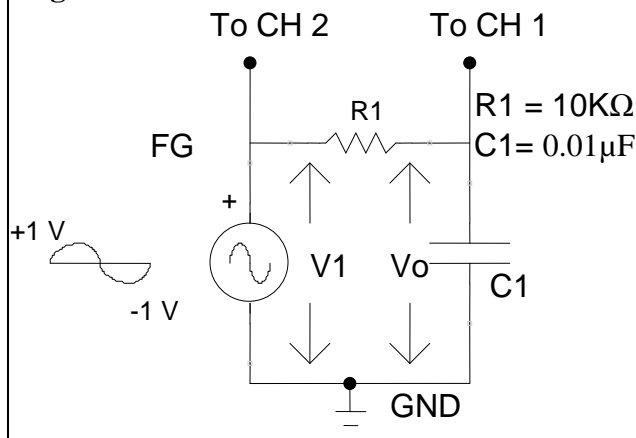 To CH 2 To CH 1
R1 R1 = 10KΩ
FG C1= 0.01µF
+
+1 V V1 Vo
C1
-1 V
GND